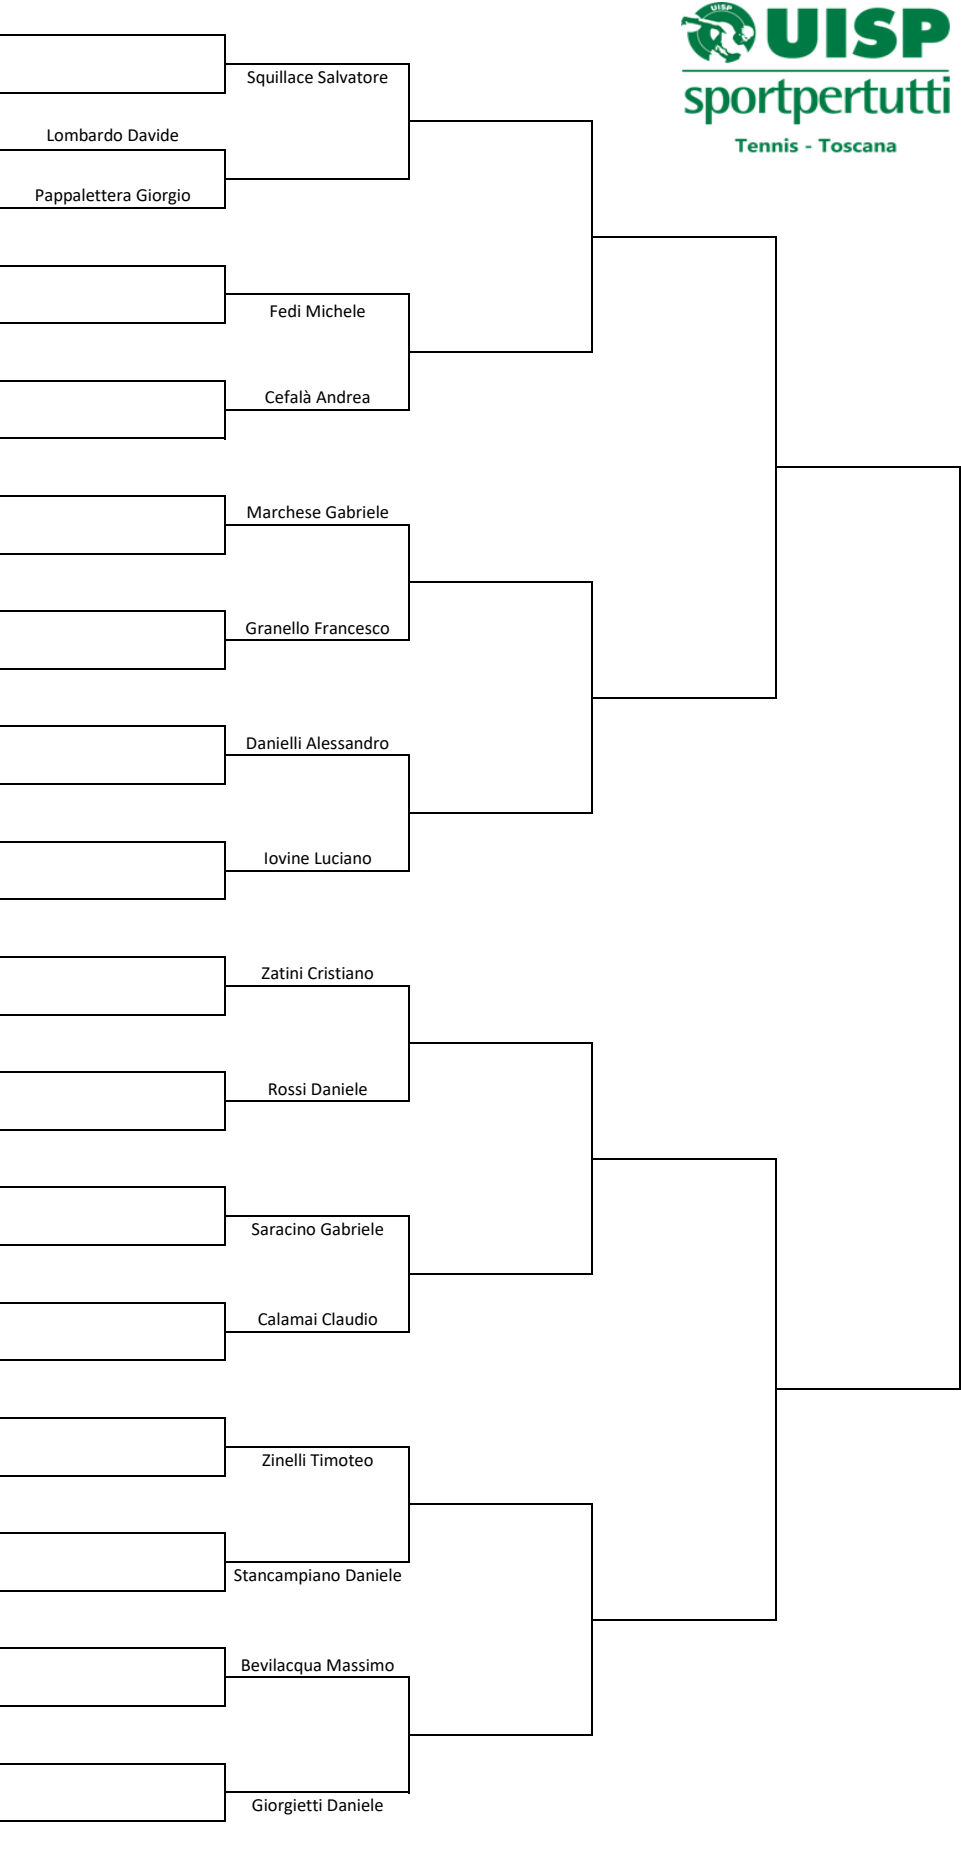 UISP
UISP
sportpertutti
Tennis - Toscana
Squillace Salvatore
Lombardo Davide
Pappalettera Giorgio
Fedi Michele
Cefalà Andrea
Marchese Gabriele
Granello Francesco
Danielli Alessandro
Iovine Luciano
Zatini Cristiano
Rossi Daniele
Saracino Gabriele
Calamai Claudio
Zinelli Timoteo
Stancampiano Daniele
Bevilacqua Massimo
Giorgietti Daniele